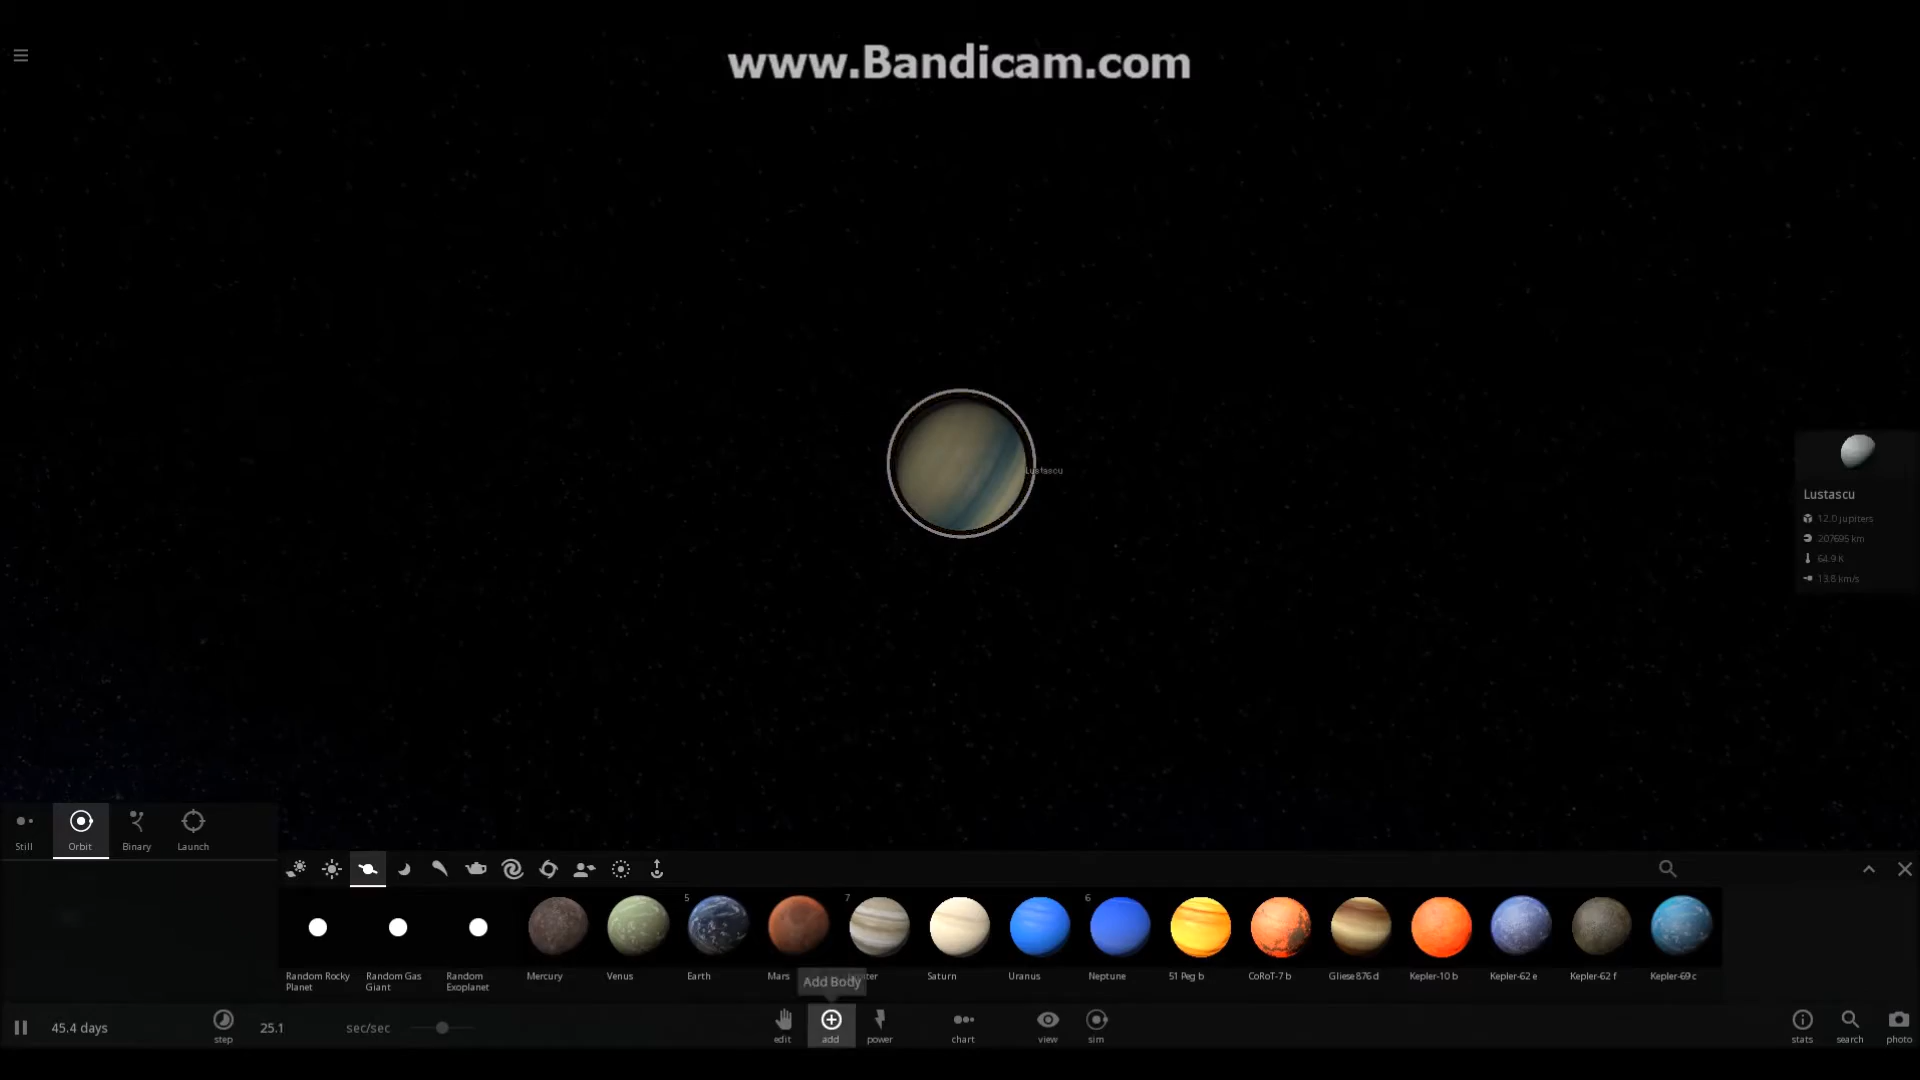 www.Bandicam.com
Lustascu
Lustascu
12.0 jupiters
207695 km
64.9 K
13.8 km/s
Still
Orbit
Binary
Launch
5
7
6
Random Rocky Planet
Random Gas Giant
Random Exoplanet
Mercury
Venus
Earth
Mars
Saturn
Uranus
Neptune
51 Peg b
CoRoT-7 b
Gliese 876 d
Kepler-10 b
Kepler-62 e
Kepler-62 f
Kepler-69 c
Add Body
45.4 days
step
25.1
sec/sec
edit
add
power
chart
view
sim
stats
search
photo